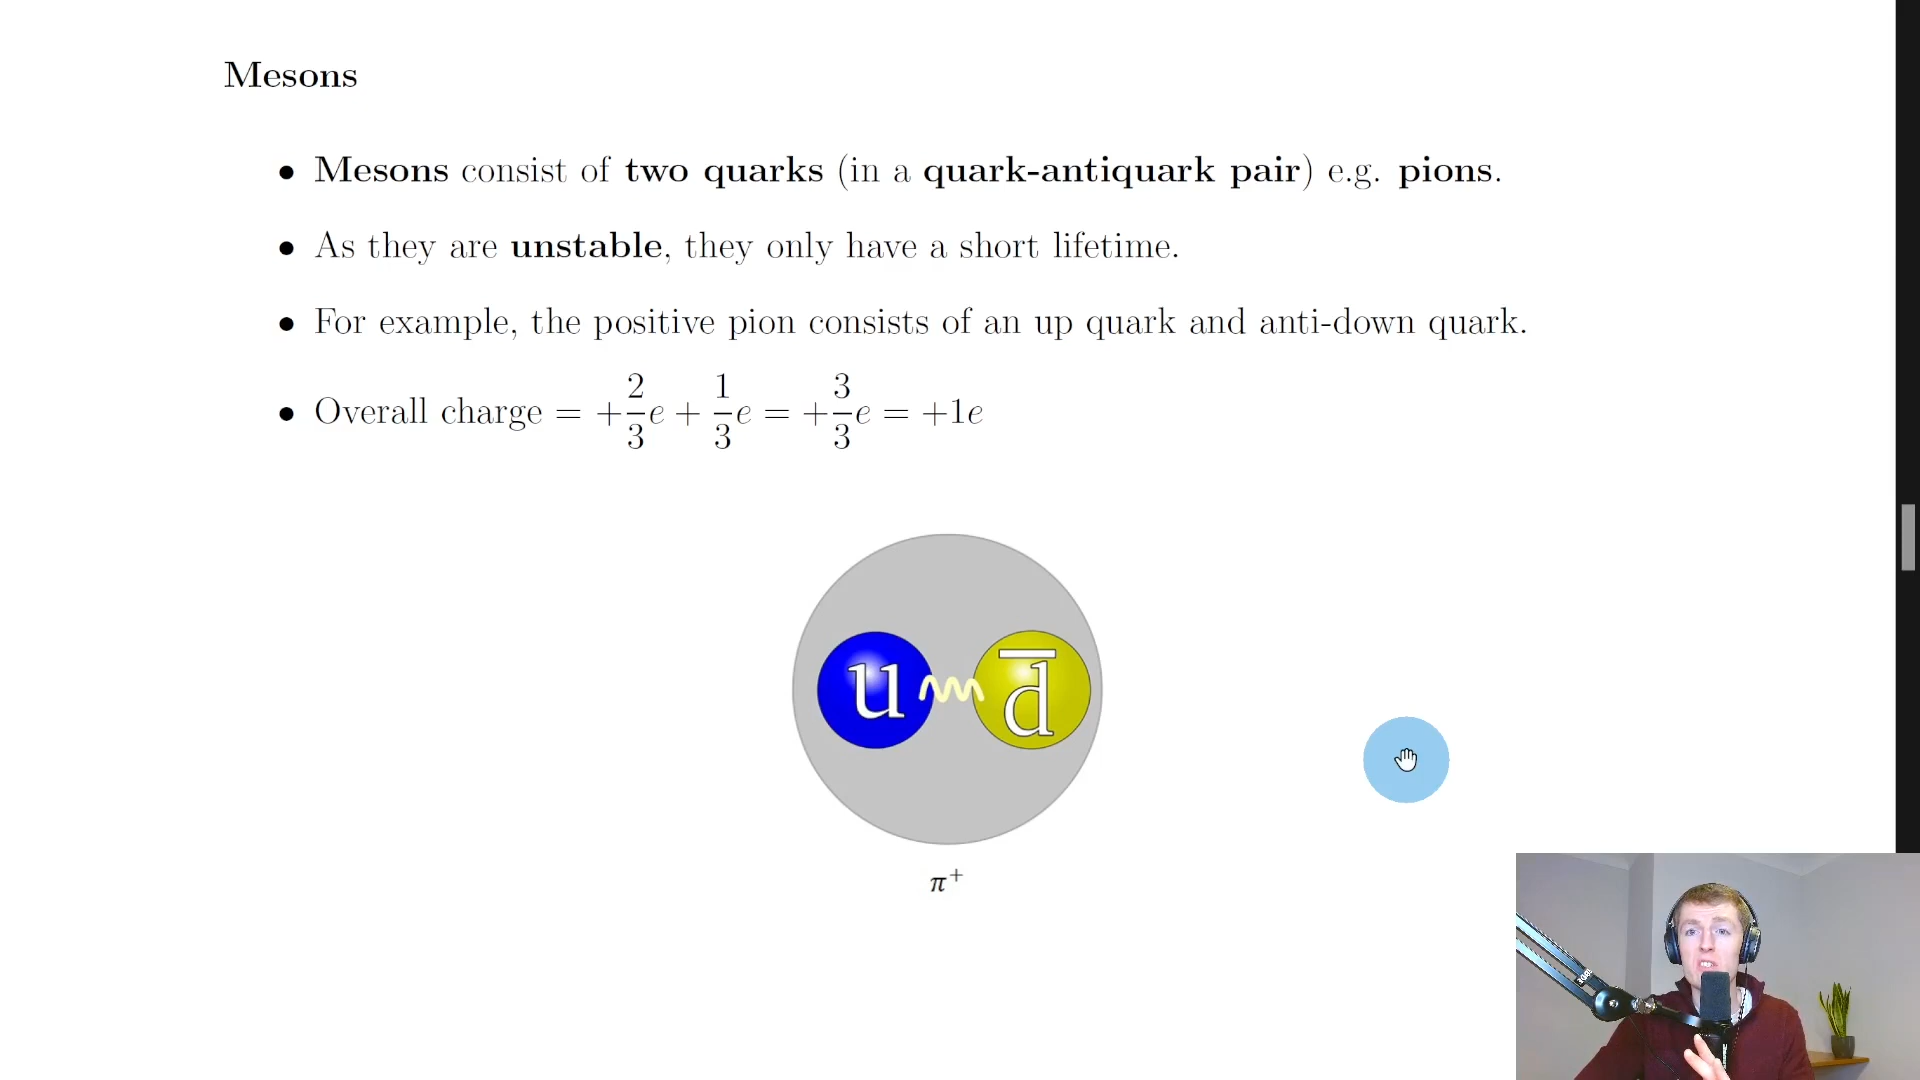 Mesons
• Mesons consist of two quarks (in a quark-antiquark pair) e.g. pions.
• As they are unstable, they only have a short lifetime.
• For example, the positive pion consists of an up quark and anti-down quark.
• Overall charge = +2/3e + 1/3e = +3/3e = +1e
u d̅
π⁺